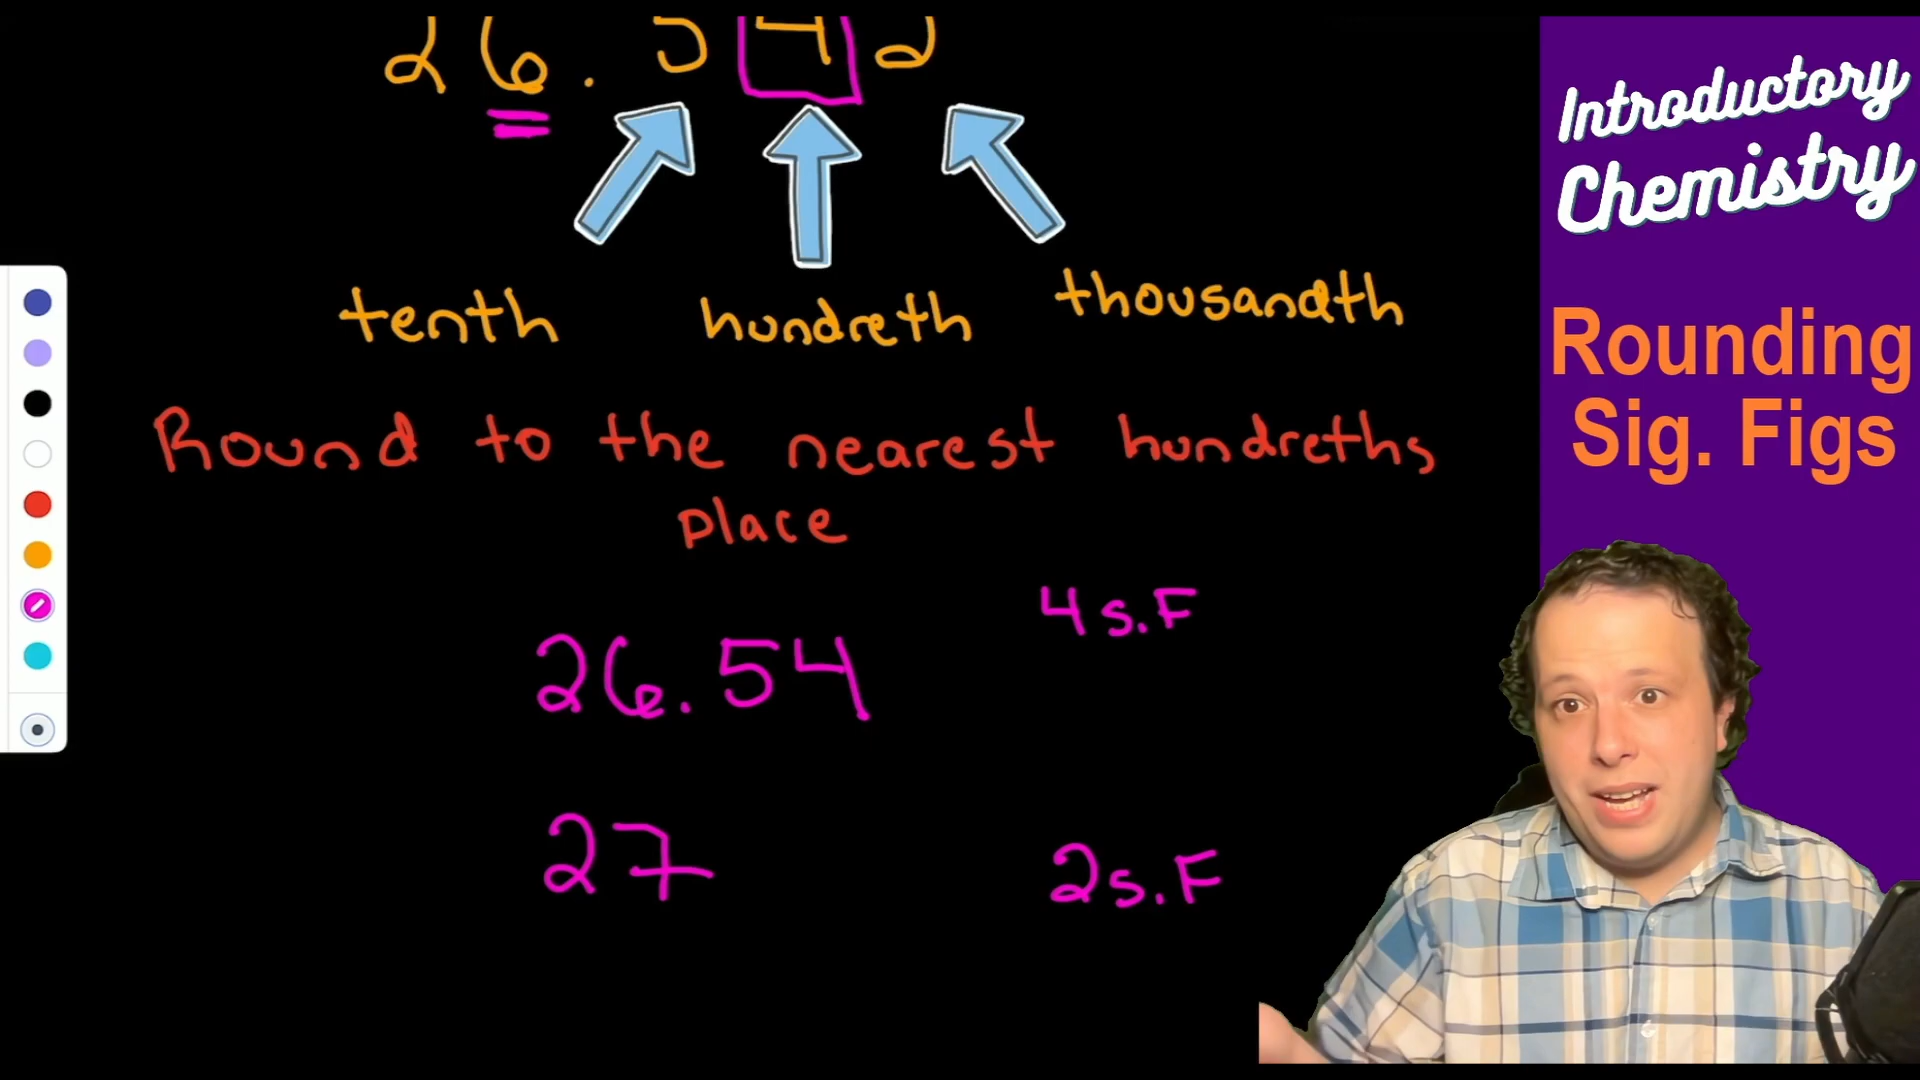 26.542
tenth hundreth thousandth
Round to the nearest hundreths
place
4 s.F
26.54
27
2 s.F
Introductory
Chemistry
Rounding
Sig. Figs